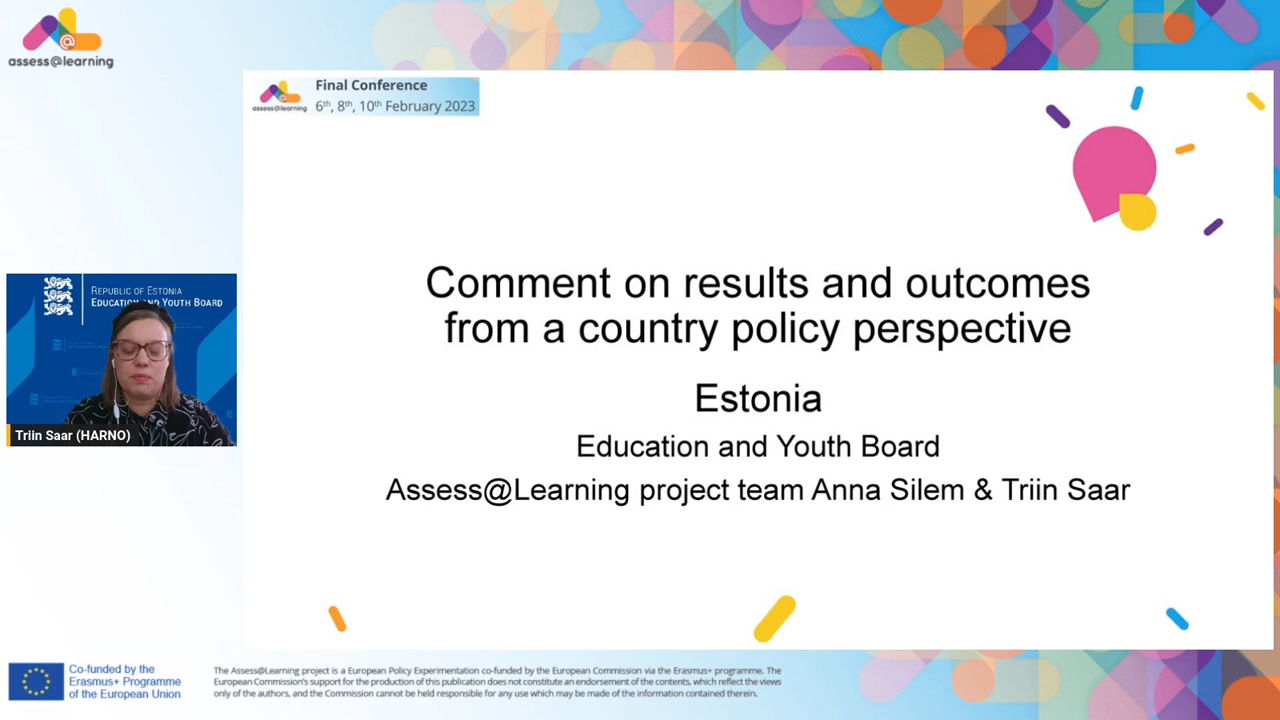 assess@learning
assess@learning
Final Conference
6th, 8th, 10th February 2023
Comment on results and outcomes
from a country policy perspective
Estonia
Education and Youth Board
Assess@Learning project team Anna Silem & Triin Saar
REPUBLIC OF ESTONIA
EDUCATION AND YOUTH BOARD
Triin Saar (HARNO)
Co-funded by the
Erasmus+ Programme
of the European Union
The Assess@Learning project is a European Policy Experimentation co-funded by the European Commission via the Erasmus+ programme. The
European Commission's support for the production of this publication does not constitute an endorsement of the contents, which reflect the views
only of the authors, and the Commission cannot be held responsible for any use which may be made of the information contained therein.